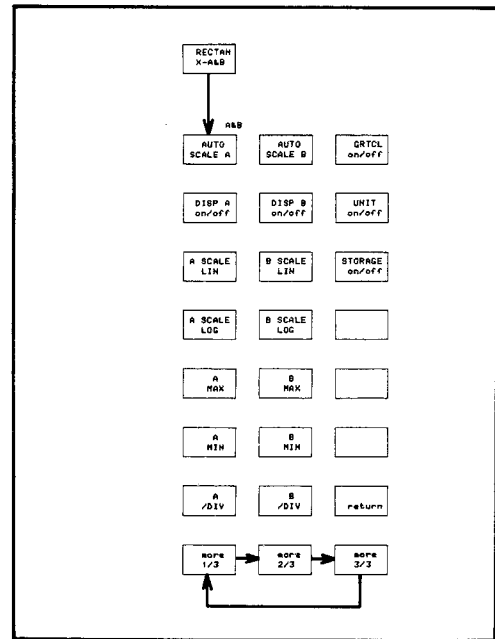 RECTAN
X-A&B
A&B
AUTO
SCALE A
AUTO
SCALE B
GRTCL
on/off
DISP A
on/off
DISP B
on/off
UNIT
on/off
A SCALE
LIN
B SCALE
LIN
STORAGE
on/off
A SCALE
LOG
B SCALE
LOG
A
MAX
B
MAX
A
MIN
B
MIN
A
/DIV
B
/DIV
return
more
1/3
more
2/3
more
3/3